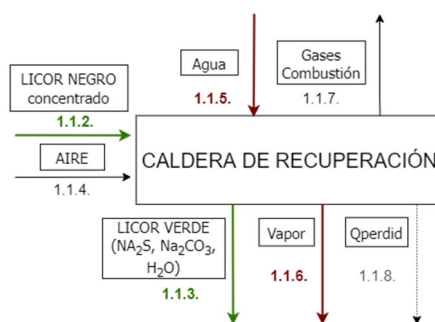 Agua
Gases
Combustión
LICOR NEGRO
concentrado
1.1.5.
1.1.7.
1.1.2.
AIRE
1.1.4.
CALDERA DE RECUPERACIÓN
LICOR VERDE
(NA2S, Na2CO3,
H2O)
Vapor
Qperdid
1.1.3.
1.1.6.
1.1.8.